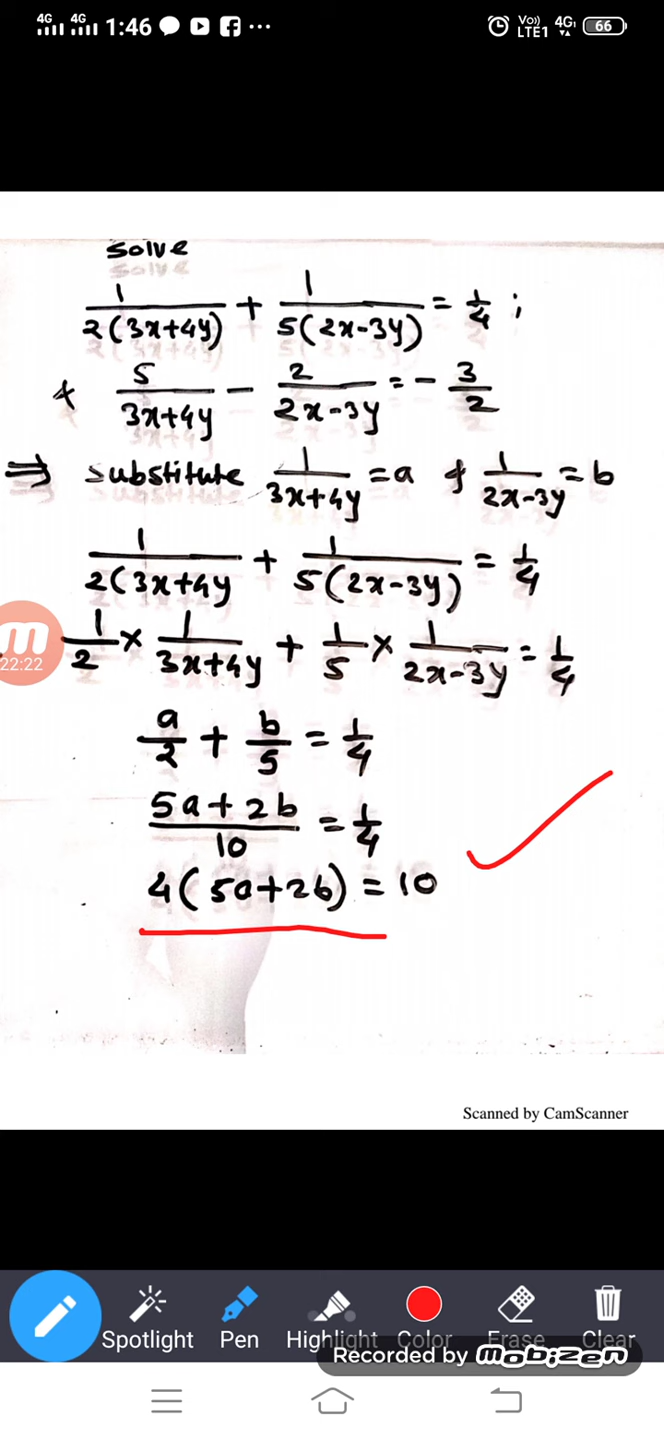 4G 4G 1:46 Vo)) LTE1 4G 66
solve
1/2(3x+4y) + 1/5(2x-3y) = 1/4 ;
& 5/3x+4y - 2/2x-3y = - 3/2
⇒ substitute 1/3x+4y = a & 1/2x-3y = b
1/2(3x+4y + 1/5(2x-3y) = 1/4
1/2 × 1/3x+4y + 1/5 × 1/2x-3y = 1/4
22:22
a/2 + b/5 = 1/4
5a+2b/10 = 1/4
4(5a+2b) = 10
Scanned by CamScanner
Spotlight Pen Highlight Color Erase Clear
Recorded by mobizen